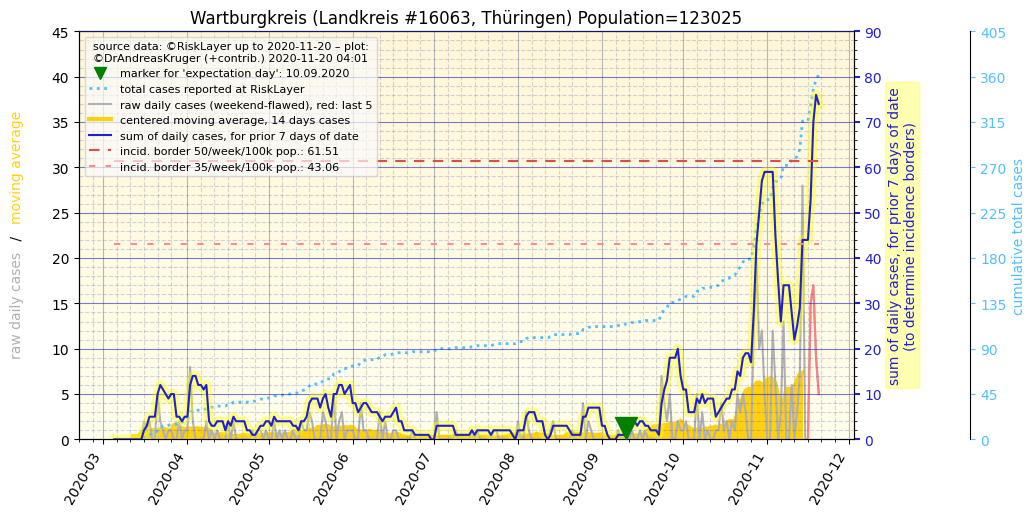 Wartburgkreis (Landkreis #16063, Thüringen) Population=123025
source data: ©RiskLayer up to 2020-11-20 – plot:
©DrAndreasKruger (+contrib.) 2020-11-20 04:01
marker for 'expectation day': 10.09.2020
total cases reported at RiskLayer
raw daily cases (weekend-flawed), red: last 5
centered moving average, 14 days cases
sum of daily cases, for prior 7 days of date
incid. border 50/week/100k pop.: 61.51
incid. border 35/week/100k pop.: 43.06
raw daily cases / moving average
45
40
35
30
25
20
15
10
5
0
90
80
70
60
50
40
30
20
10
0
sum of daily cases, for prior 7 days of date
(to determine incidence borders)
405
360
315
270
225
180
135
90
45
0
cumulative total cases
2020-03
2020-04
2020-05
2020-06
2020-07
2020-08
2020-09
2020-10
2020-11
2020-12